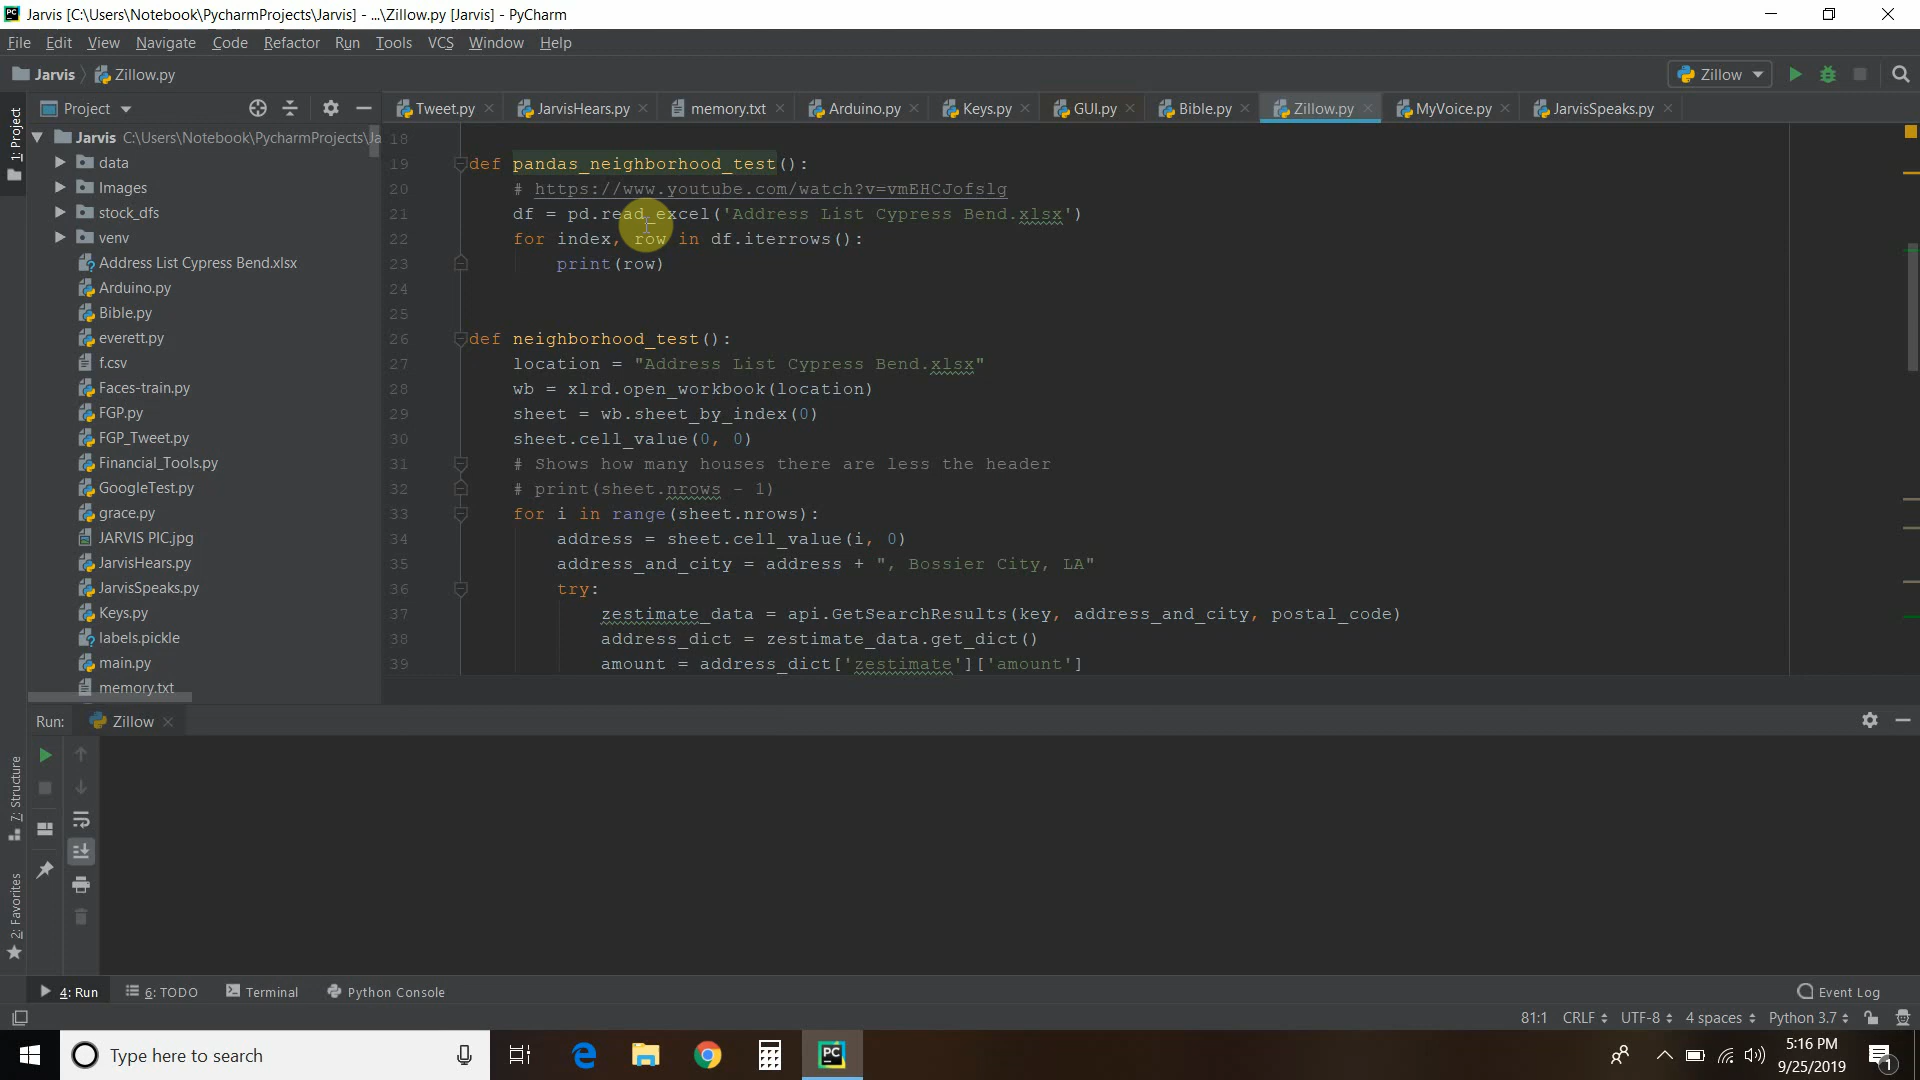 Jarvis [C:\Users\Notebook\PycharmProjects\Jarvis] - ...\Zillow.py [Jarvis] - PyCharm
File Edit View Navigate Code Refactor Run Tools VCS Window Help
Jarvis Zillow.py Zillow
Project
Tweet.py JarvisHears.py memory.txt Arduino.py Keys.py GUI.py Bible.py Zillow.py MyVoice.py JarvisSpeaks.py
1: Project
Jarvis C:\Users\Notebook\PycharmProjects\Ja
data
Images
stock_dfs
venv
Address List Cypress Bend.xlsx
Arduino.py
Bible.py
everett.py
f.csv
Faces-train.py
FGP.py
FGP_Tweet.py
Financial_Tools.py
GoogleTest.py
grace.py
JARVIS PIC.jpg
JarvisHears.py
JarvisSpeaks.py
Keys.py
labels.pickle
main.py
memory.txt
18
19 def pandas_neighborhood_test():
20 # https://www.youtube.com/watch?v=vmEHCJofslg
21 df = pd.read_excel('Address List Cypress Bend.xlsx')
22 for index, row in df.iterrows():
23 print(row)
24
25
26 def neighborhood_test():
27 location = "Address List Cypress Bend.xlsx"
28 wb = xlrd.open_workbook(location)
29 sheet = wb.sheet_by_index(0)
30 sheet.cell_value(0, 0)
31 # Shows how many houses there are less the header
32 # print(sheet.nrows - 1)
33 for i in range(sheet.nrows):
34 address = sheet.cell_value(i, 0)
35 address_and_city = address + ", Bossier City, LA"
36 try:
37 zestimate_data = api.GetSearchResults(key, address_and_city, postal_code)
38 address_dict = zestimate_data.get_dict()
39 amount = address_dict['zestimate']['amount']
Run: Zillow
7: Structure
2: Favorites
4: Run 6: TODO Terminal Python Console Event Log
81:1 CRLF UTF-8 4 spaces Python 3.7
Type here to search
5:16 PM
9/25/2019
1